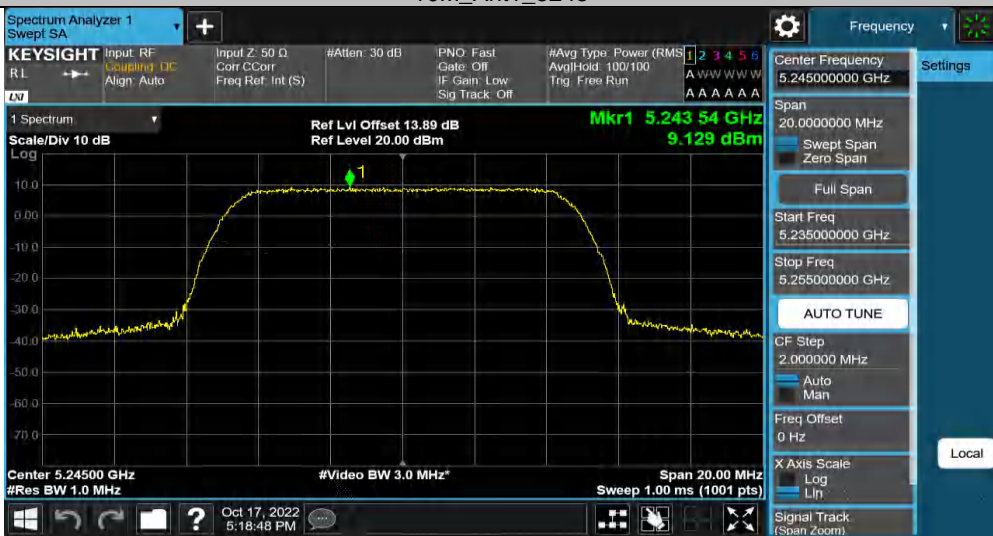 Spectrum Analyzer 1
Swept SA
+
Frequency
KEYSIGHT
RL
LXI
Input: RF
Coupling: DC
Align: Auto
Input Z: 50 Ω
Corr CCorr
Freq Ref: Int (S)
#Atten: 30 dB
PNO: Fast
Gate: Off
IF Gain: Low
Sig Track: Off
#Avg Type: Power (RMS)
Avg|Hold: 100/100
Trig: Free Run
1 2 3 4 5 6
A W W W W W
A A A A A A
1 Spectrum
Scale/Div 10 dB
Log
Ref Lvl Offset 13.89 dB
Ref Level 20.00 dBm
Mkr1 5.243 54 GHz
9.129 dBm
1
10.0
0.00
-10.0
-20.0
-30.0
-40.0
-50.0
-60.0
-70.0
Center 5.24500 GHz
#Res BW 1.0 MHz
#Video BW 3.0 MHz*
Span 20.00 MHz
Sweep 1.00 ms (1001 pts)
?
Oct 17, 2022
5:18:48 PM
Center Frequency
5.245000000 GHz
Span
20.0000000 MHz
Swept Span
Zero Span
Full Span
Start Freq
5.235000000 GHz
Stop Freq
5.255000000 GHz
AUTO TUNE
CF Step
2.000000 MHz
Auto
Man
Freq Offset
0 Hz
X Axis Scale
Log
Lin
Signal Track
(Span Zoom)
Settings
Local